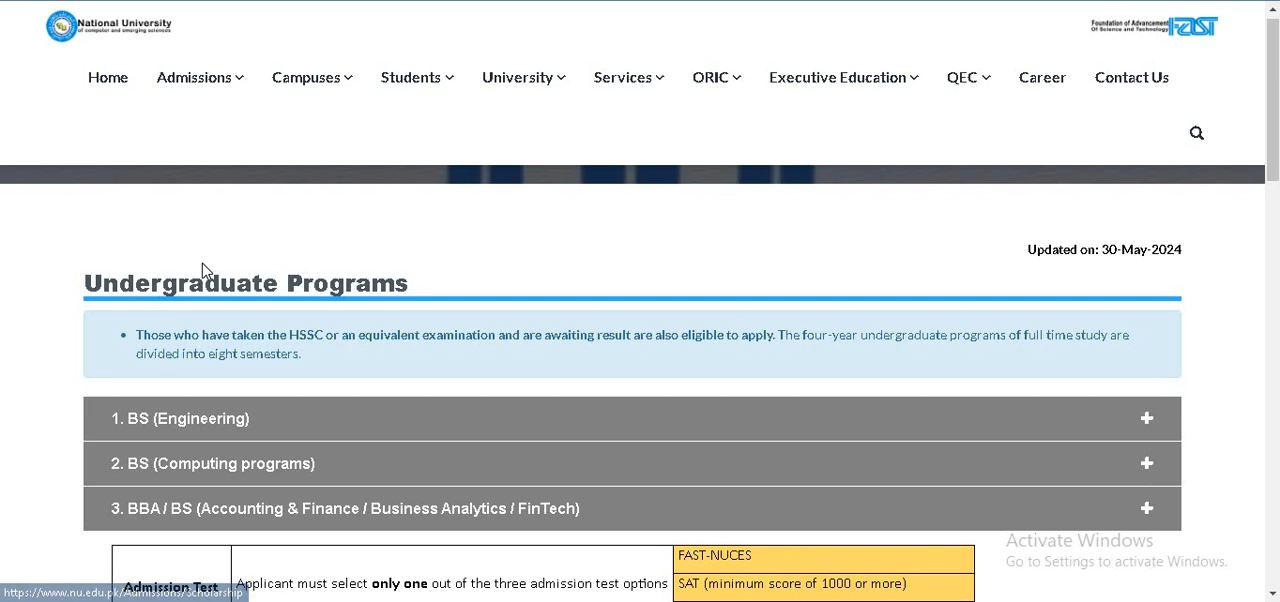 National University
of computer and emerging sciences
Foundation of Advancement
Of Science and Technology
FAST
Home Admissions Campuses Students University Services ORIC Executive Education QEC Career Contact Us
Updated on: 30-May-2024
Undergraduate Programs
• Those who have taken the HSSC or an equivalent examination and are awaiting result are also eligible to apply. The four-year undergraduate programs of full time study are
divided into eight semesters.
1. BS (Engineering)
2. BS (Computing programs)
3. BBA / BS (Accounting & Finance / Business Analytics / FinTech)
FAST-NUCES
Admission Test Applicant must select only one out of the three admission test options SAT (minimum score of 1000 or more)
Activate Windows
Go to Settings to activate Windows.
https://www.nu.edu.pk/Admissions/Scholarship